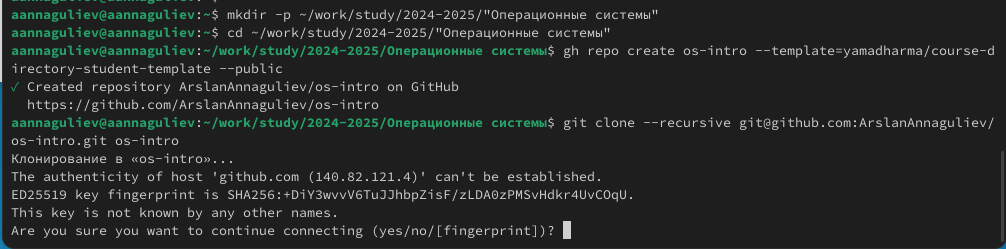 aannaguliev@aannaguliev:~$ mkdir -p ~/work/study/2024-2025/"Операционные системы"
aannaguliev@aannaguliev:~$ cd ~/work/study/2024-2025/"Операционные системы"
aannaguliev@aannaguliev:~/work/study/2024-2025/Операционные системы$ gh repo create os-intro --template=yamadharma/course-d
irectory-student-template --public
✓ Created repository ArslanAnnaguliev/os-intro on GitHub
  https://github.com/ArslanAnnaguliev/os-intro
aannaguliev@aannaguliev:~/work/study/2024-2025/Операционные системы$ git clone --recursive git@github.com:ArslanAnnaguliev/
os-intro.git os-intro
Клонирование в «os-intro»...
The authenticity of host 'github.com (140.82.121.4)' can't be established.
ED25519 key fingerprint is SHA256:+DiY3wvvV6TuJJhbpZisF/zLDA0zPMSvHdkr4UvCOqU.
This key is not known by any other names.
Are you sure you want to continue connecting (yes/no/[fingerprint])?